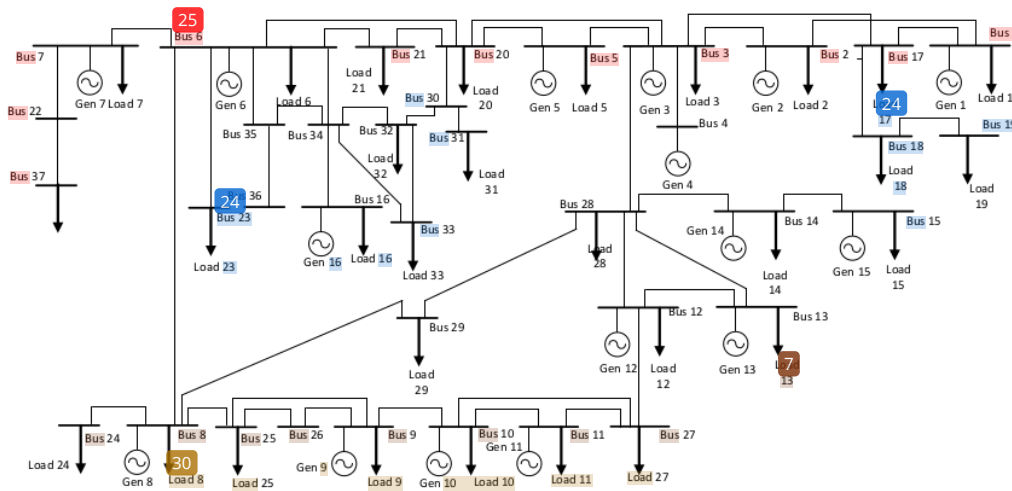 25
Bus 6
Bus 7
Gen 7
Load 7
Gen 6
Load 6
Load
21
Bus 21
Bus 20
Load
20
Gen 5
Bus 5
Load 5
Gen 3
Bus 3
Load 3
Gen 2
Bus 2
Load 2
Bus 17
24
17
Gen 1
Bus
Load 1
Bus 22
Bus 35
Bus 34
Bus 32
Load
32
Bus 30
Bus 31
Load
31
Bus 4
Gen 4
Bus 18
Load
18
Bus 19
Load
19
Bus 37
24
36
Bus 23
Load 23
Bus 16
Gen 16
Load 16
Bus 33
Load 33
Bus 28
Load
28
Gen 14
Bus 14
Load
14
Gen 15
Bus 15
Load
15
Bus 29
Load
29
Bus 12
Gen 12
Load
12
Bus 13
Gen 13
7
13
Bus 24
Load 24
Bus 8
Gen 8
30
Load 8
Bus 25
Load 25
Bus 26
Gen 9
Bus 9
Load 9
Bus 10
Gen 10
Load 10
Gen 11
Bus 11
Load 11
Bus 27
Load 27